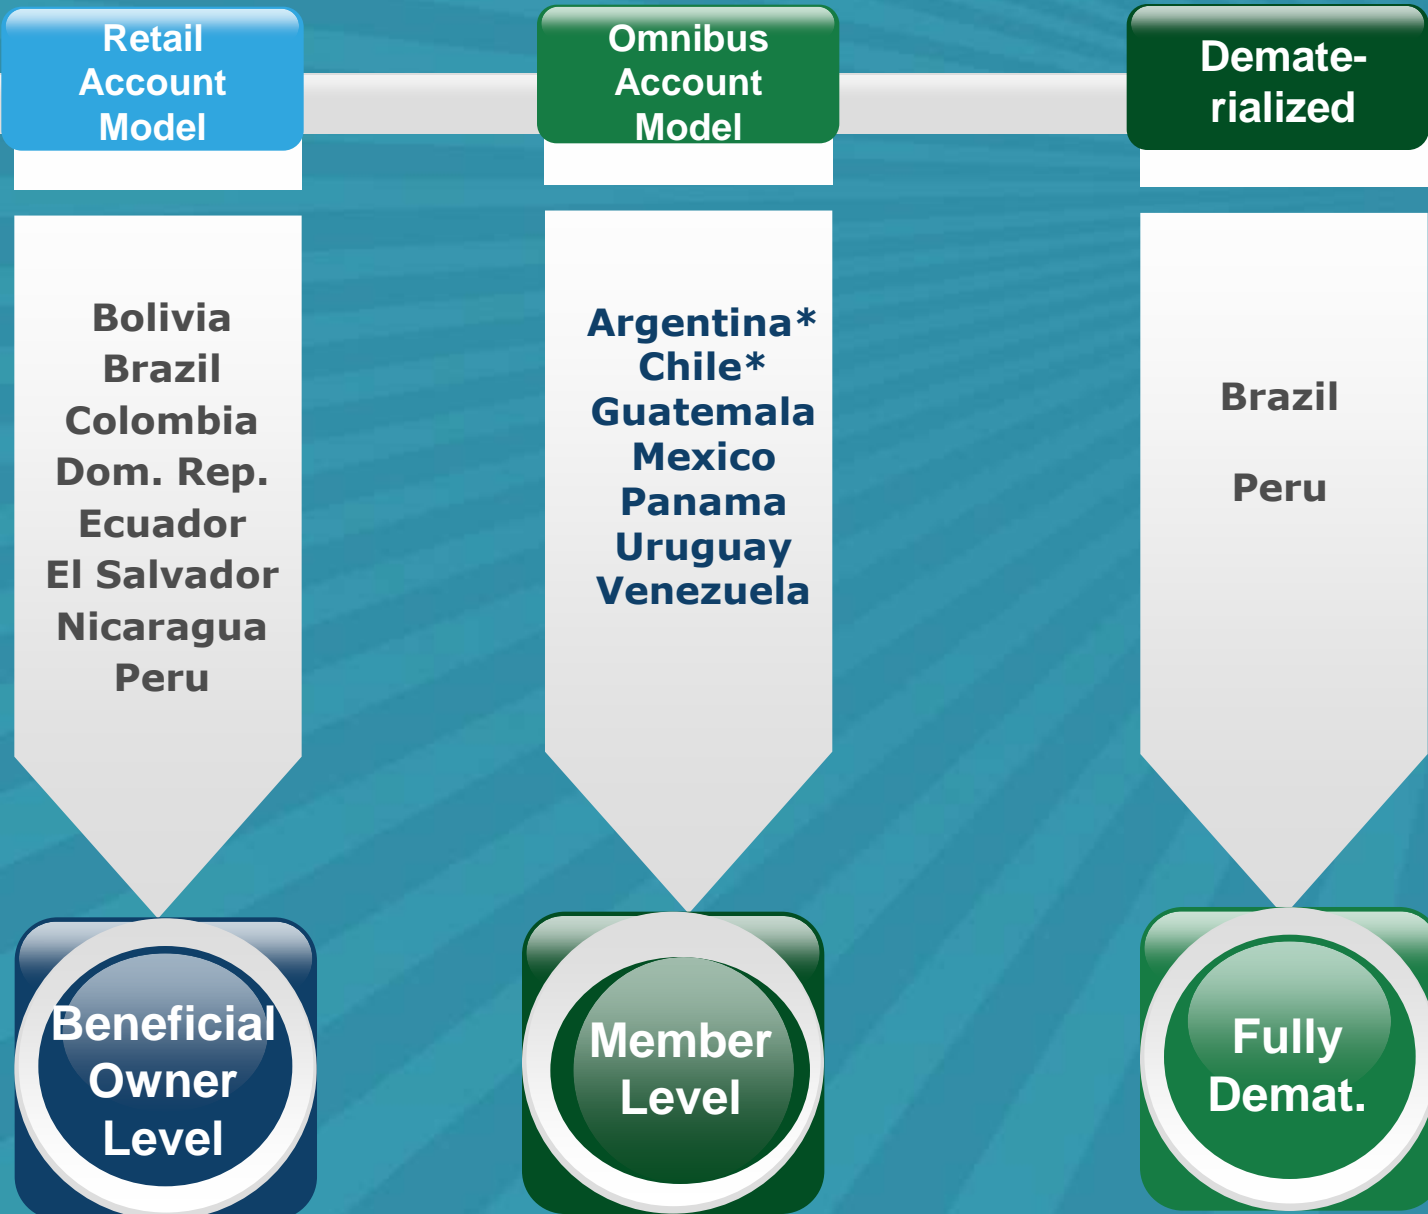 Retail
Account
Model
Bolivia
Brazil
Colombia
Dom. Rep.
Ecuador
El Salvador
Nicaragua
Peru
Beneficial
Owner
Level
Omnibus
Account
Model
Argentina*
Chile*
Guatemala
Mexico
Panama
Uruguay
Venezuela
Member
Level
Demate-
rialized
Brazil
Peru
Fully
Demat.